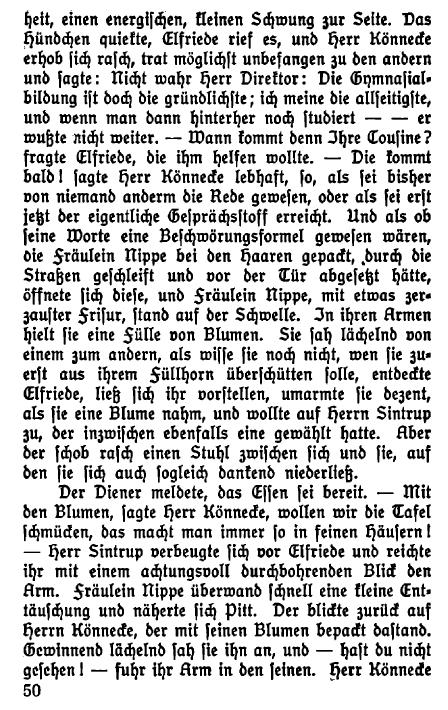 heit, einen energischen, kleinen Schwung zur Seite. Das
Hündchen quiekte, Elfriede rief es, und Herr Könnecke
erhob sich rasch, trat möglichst unbefangen zu den andern
und sagte: Nicht wahr Herr Direktor: Die Gymnasial-
bildung ist doch die gründlichste; ich meine die allseitigste,
und wenn man dann hinterher noch studiert — — er
wußte nicht weiter. — Wann kommt denn Ihre Cousine?
fragte Elfriede, die ihm helfen wollte. — Die kommt
bald! sagte Herr Könnecke lebhaft, so, als sei bisher
von niemand anderm die Rede gewesen, oder als sei erst
jetzt der eigentliche Gesprächsstoff erreicht. Und als ob
seine Worte eine Beschwörungsformel gewesen wären,
die Fräulein Nippe bei den Haaren gepackt, durch die
Straßen geschleift und vor der Tür abgesetzt hätte,
öffnete sich diese, und Fräulein Nippe, mit etwas zer-
zauster Frisur, stand auf der Schwelle. In ihren Armen
hielt sie eine Fülle von Blumen. Sie sah lächelnd von
einem zum andern, als wisse sie noch nicht, wen sie zu-
erst aus ihrem Füllhorn überschütten solle, entdeckte
Elfriede, ließ sich ihr vorstellen, umarmte sie dezent,
als sie eine Blume nahm, und wollte auf Herrn Sintrup
zu, der inzwischen ebenfalls eine gewählt hatte. Aber
der schob rasch einen Stuhl zwischen sich und sie, auf
den sie sich auch sogleich dankend niederließ.
Der Diener meldete, das Essen sei bereit. — Mit
den Blumen, sagte Herr Könnecke, wollen wir die Tafel
schmücken, das macht man immer so in feinen Häusern!
— Herr Sintrup verbeugte sich vor Elfriede und reichte
ihr mit einem achtungsvoll durchbohrenden Blick den
Arm. Fräulein Nippe überwand schnell eine kleine Ent-
täuschung und näherte sich Pitt. Der blickte zurück auf
Herrn Könnecke, der mit seinen Blumen bepackt dastand.
Gewinnend lächelnd sah sie ihn an, und — hast du nicht
gesehen! — fuhr ihr Arm in den seinen. Herr Könnecke
50